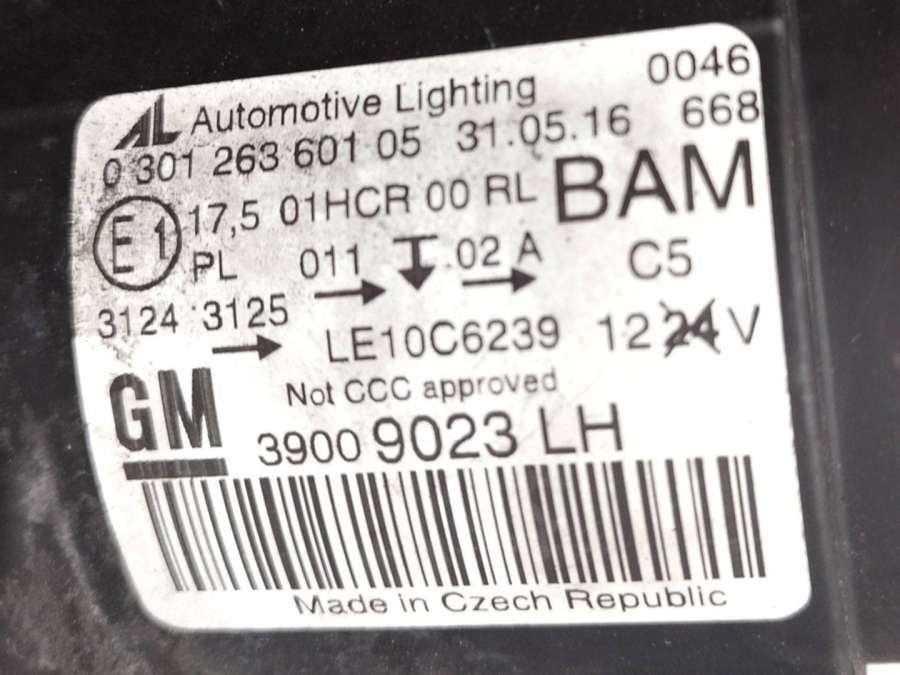 AL Automotive Lighting 0046
0 301 263 601 05 31.05.16 668
E1 17,5 01HCR 00 RL BAM
PL 011 .02 A C5
3124 3125
LE10C6239 12 24 V
Not CCC approved
GM 3900 9023 LH
Made in Czech Republic